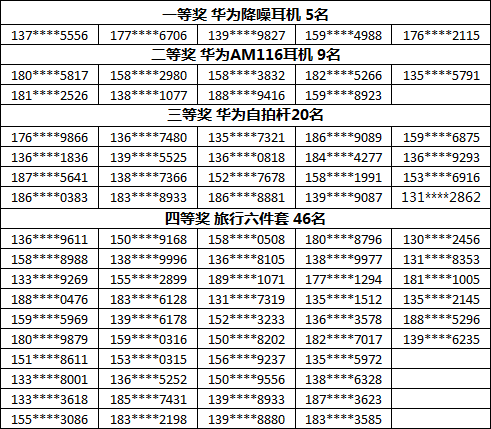 一等奖 华为降噪耳机 5名
137****5556 177****6706 139****9827 159****4988 176****2115
二等奖 华为AM116耳机 9名
180****5817 158****2980 158****3832 182****5266 135****5791
181****2526 138****1077 188****9416 159****8923
三等奖 华为自拍杆20名
176****9866 136****7480 135****7321 186****9089 159****6875
136****1836 139****5525 136****0818 184****4277 136****9293
187****5641 138****7366 152****7678 158****1991 153****6916
186****0383 183****8933 186****8881 139****9087 131****2862
四等奖 旅行六件套 46名
136****9611 150****9168 158****0508 180****8796 130****2456
158****8988 138****9996 136****8105 138****9977 131****8353
133****9269 155****2899 189****1071 177****1294 181****1005
188****0476 183****6128 131****7319 135****1512 135****2145
159****5969 139****6178 152****3233 136****3578 188****5296
180****9879 159****0316 150****8202 182****7017 139****6235
151****8611 153****0315 156****9237 135****5972
133****8001 136****5252 150****9556 138****6328
133****3618 185****7431 139****8933 187****3623
155****3086 183****2198 139****8880 183****3585